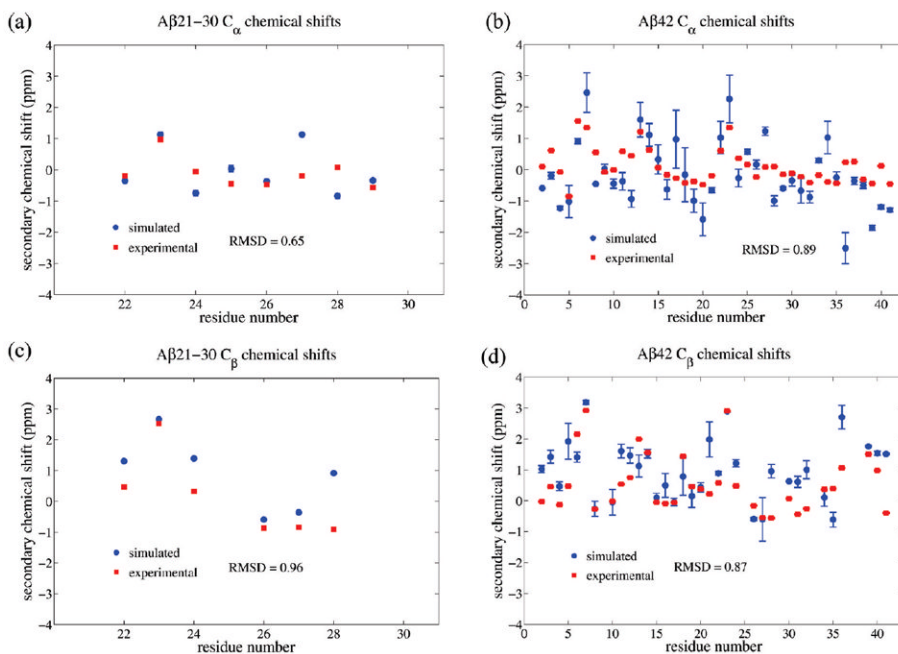 (a)
Aβ21−30 Cα chemical shifts
secondary chemical shift (ppm)
4
3
2
1
0
−1
−2
−3
−4
simulated
experimental
RMSD = 0.65
22 24 26 28 30
residue number
(b)
Aβ42 Cα chemical shifts
secondary chemical shift (ppm)
4
3
2
1
0
−1
−2
−3
−4
simulated
experimental
RMSD = 0.89
0 5 10 15 20 25 30 35 40
residue number
(c)
Aβ21−30 Cβ chemical shifts
secondary chemical shift (ppm)
4
3
2
1
0
−1
−2
−3
−4
simulated
experimental
RMSD = 0.96
22 24 26 28 30
residue number
(d)
Aβ42 Cβ chemical shifts
secondary chemical shift (ppm)
4
3
2
1
0
−1
−2
−3
−4
simulated
experimental
RMSD = 0.87
0 5 10 15 20 25 30 35 40
residue number